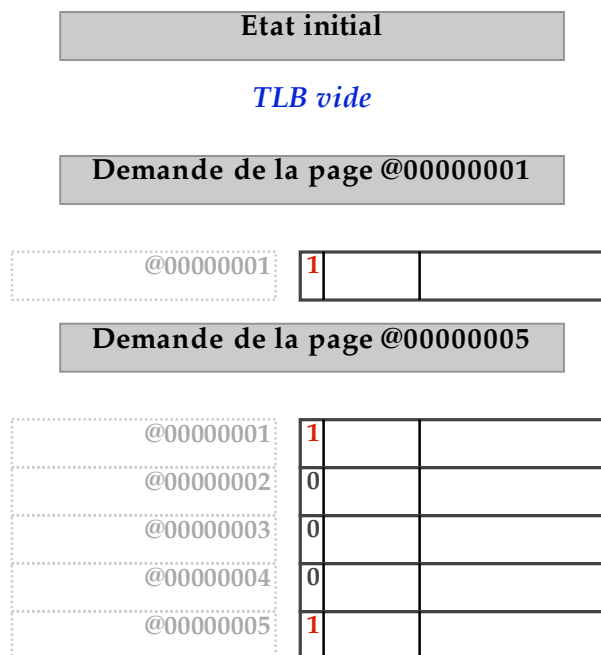 Etat initial
TLB vide
Demande de la page @00000001
@00000001 1
Demande de la page @00000005
@00000001 1
@00000002 0
@00000003 0
@00000004 0
@00000005 1